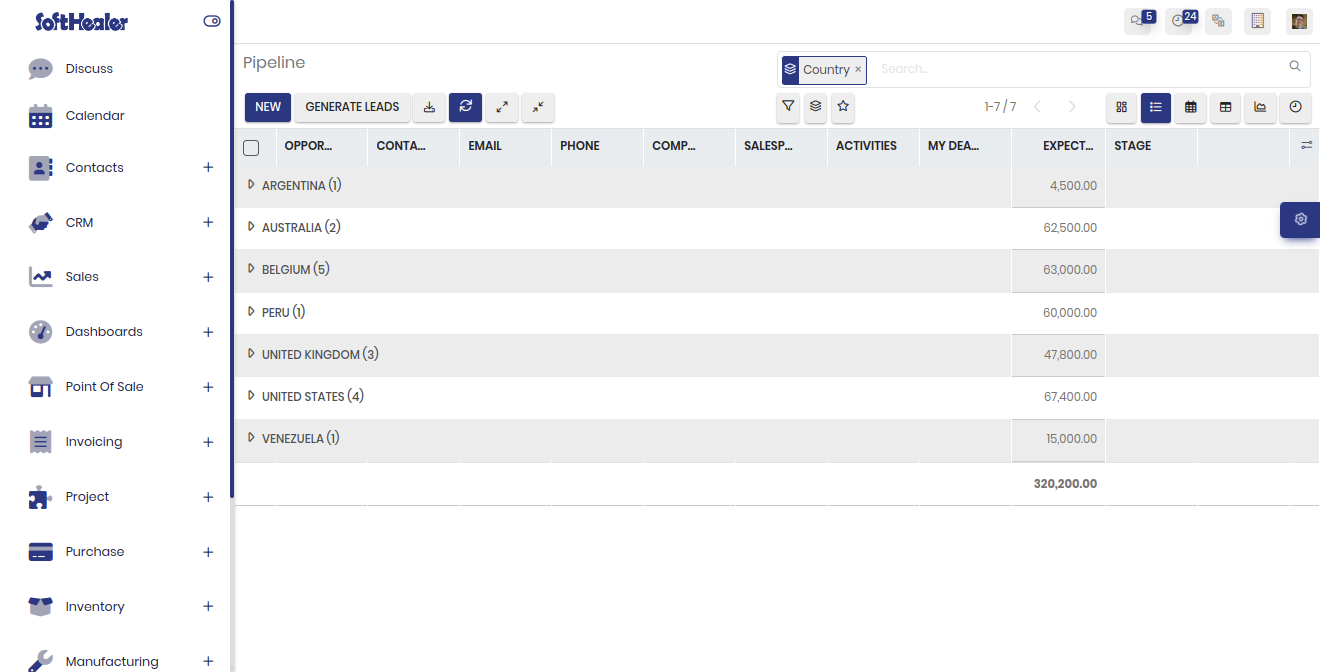 SoftHealer
5
24
Discuss
Calendar
Contacts +
CRM +
Sales +
Dashboards +
Point Of Sale +
Invoicing +
Project +
Purchase +
Inventory +
Manufacturing +
Pipeline
Country ×
Search...
NEW
GENERATE LEADS
1-7 / 7
OPPOR... CONTA... EMAIL PHONE COMP... SALESP... ACTIVITIES MY DEA... EXPECT... STAGE
ARGENTINA (1) 4,500.00
AUSTRALIA (2) 62,500.00
BELGIUM (5) 63,000.00
PERU (1) 60,000.00
UNITED KINGDOM (3) 47,800.00
UNITED STATES (4) 67,400.00
VENEZUELA (1) 15,000.00
320,200.00